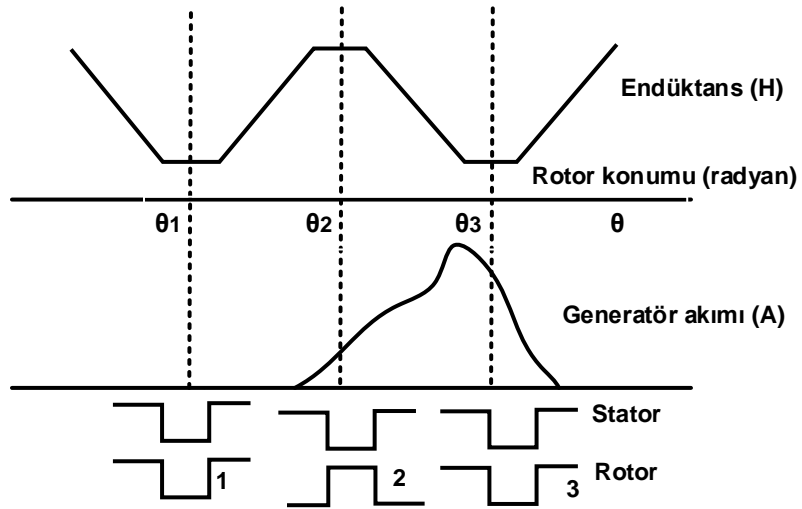 Endüktans (H)
Rotor konumu (radyan)
θ1 θ2 θ3 θ
Generatör akımı (A)
Stator
1 2 3 Rotor